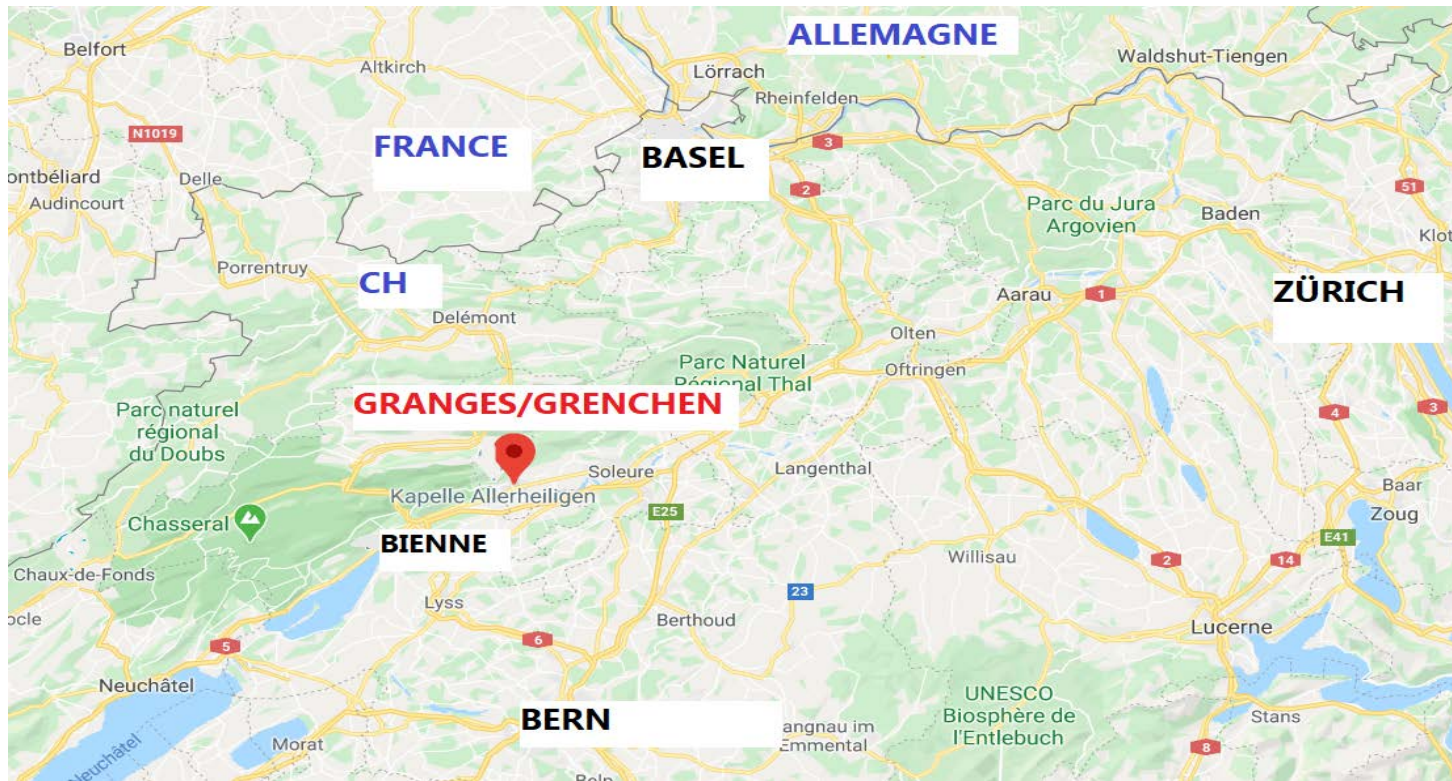 ALLEMAGNE
Belfort
Altkirch
Lörrach
Waldshut-Tiengen
Rheinfelden
N1019
FRANCE
BASEL
3
2
51
ontbéliard
Delle
Audincourt
Parc du Jura
Argovien
Baden
Klot
Porrentruy
CH
Aarau
1
ZÜRICH
Delémont
Olten
Parc Naturel
Régional Thal
Oftringen
GRANGES/GRENCHEN
Parc naturel
régional
du Doubs
4
3
Soleure
Langenthal
Kapelle Allerheiligen
Baar
Zoug
Chasseral
E25
E41
BIENNE
Willisau
2
14
Chaux-de-Fonds
23
Lyss
ocle
Berthoud
Lucerne
5
6
Neuchâtel
UNESCO
Biosphère de
l'Entlebuch
BERN
angnau im
Emmental
Stans
Morat
8
Neuchâtel
Belp